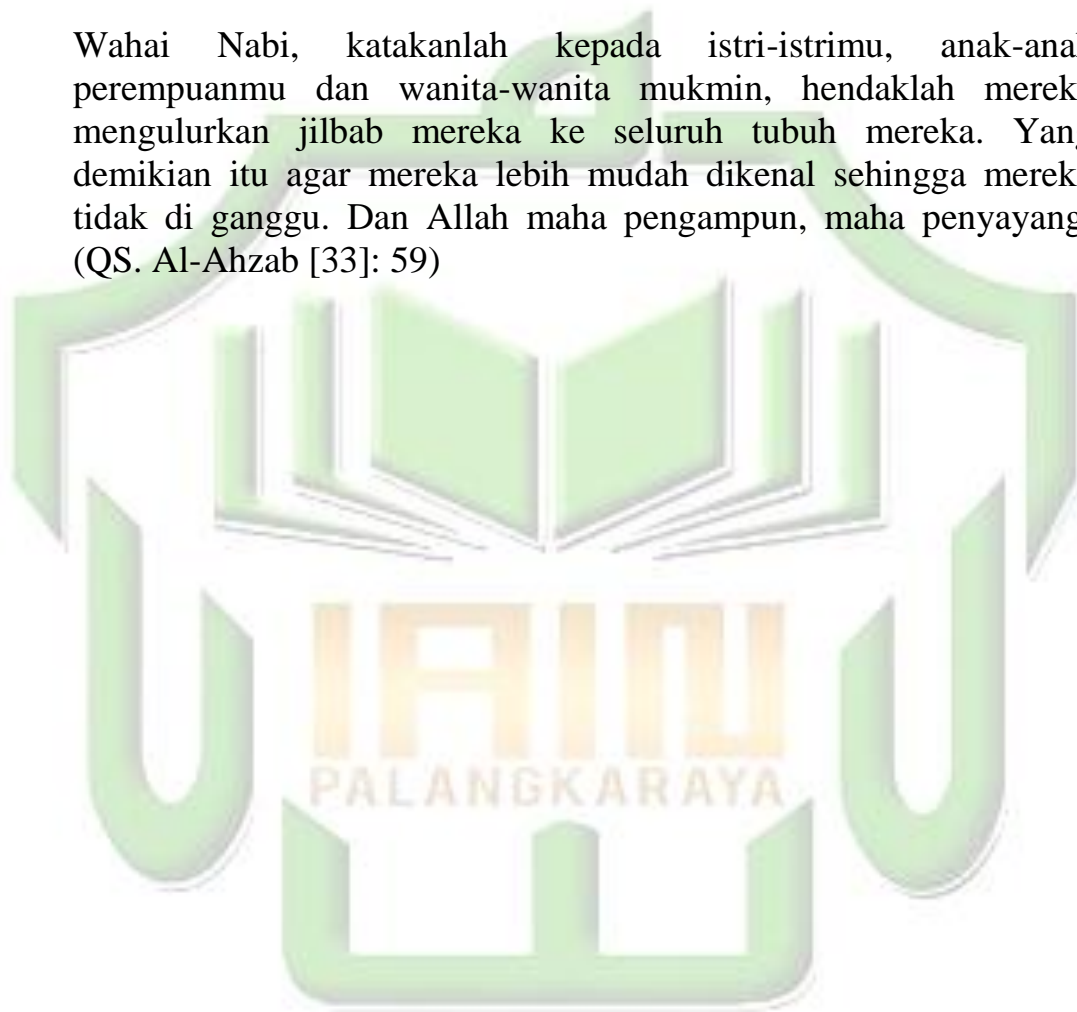 Wahai Nabi, katakanlah kepada istri-istrimu, anak-anak
perempuanmu dan wanita-wanita mukmin, hendaklah merek
mengulurkan jilbab mereka ke seluruh tubuh mereka. Yang
demikian itu agar mereka lebih mudah dikenal sehingga merek
tidak di ganggu. Dan Allah maha pengampun, maha penyayang
(QS. Al-Ahzab [33]: 59)
IAIN
PALANGKARAYA